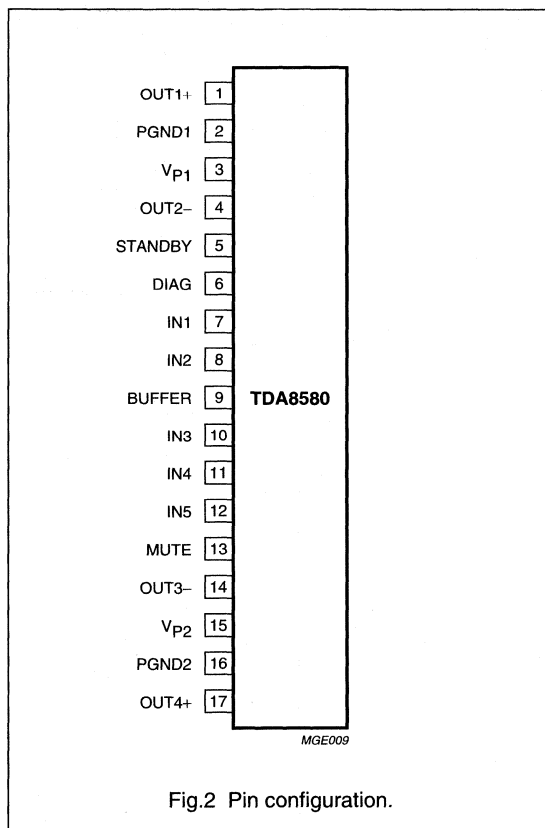 OUT1+ 1
PGND1 2
VP1 3
OUT2− 4
STANDBY 5
DIAG 6
IN1 7
IN2 8
BUFFER 9 TDA8580
IN3 10
IN4 11
IN5 12
MUTE 13
OUT3− 14
VP2 15
PGND2 16
OUT4+ 17
MGE009
Fig.2 Pin configuration.